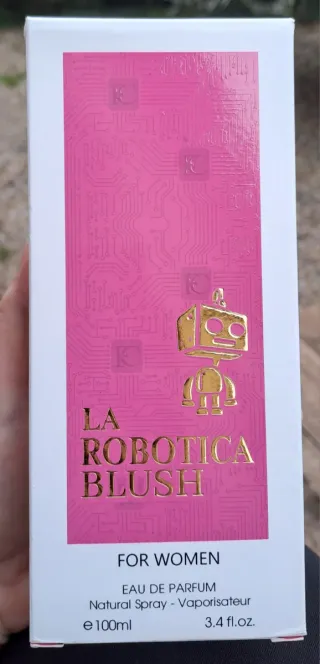 LA
ROBOTICA
BLUSH
FOR WOMEN
EAU DE PARFUM
Natural Spray - Vaporisateur
e100ml 3.4 fl.oz.